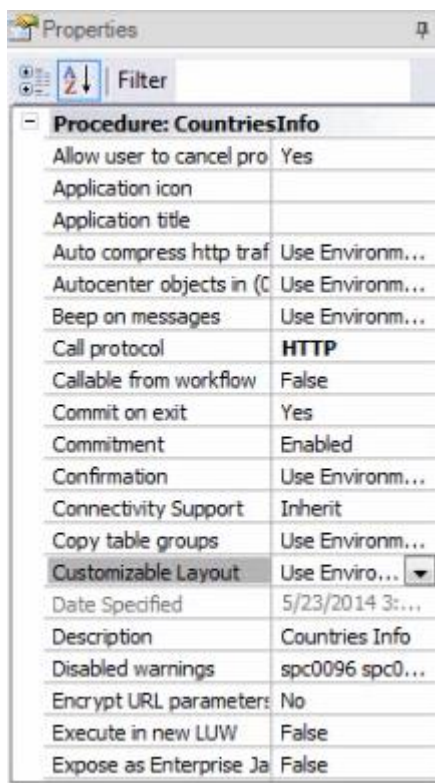 Properties
Filter
Procedure: CountriesInfo
Allow user to cancel pro Yes
Application icon
Application title
Auto compress http traf Use Environm...
Autocenter objects in (C Use Environm...
Beep on messages Use Environm...
Call protocol HTTP
Callable from workflow False
Commit on exit Yes
Commitment Enabled
Confirmation Use Environm...
Connectivity Support Inherit
Copy table groups Use Environm...
Customizable Layout Use Enviro...
Date Specified 5/23/2014 3:...
Description Countries Info
Disabled warnings spc0096 spc0...
Encrypt URL parameters No
Execute in new LUW False
Expose as Enterprise Ja False